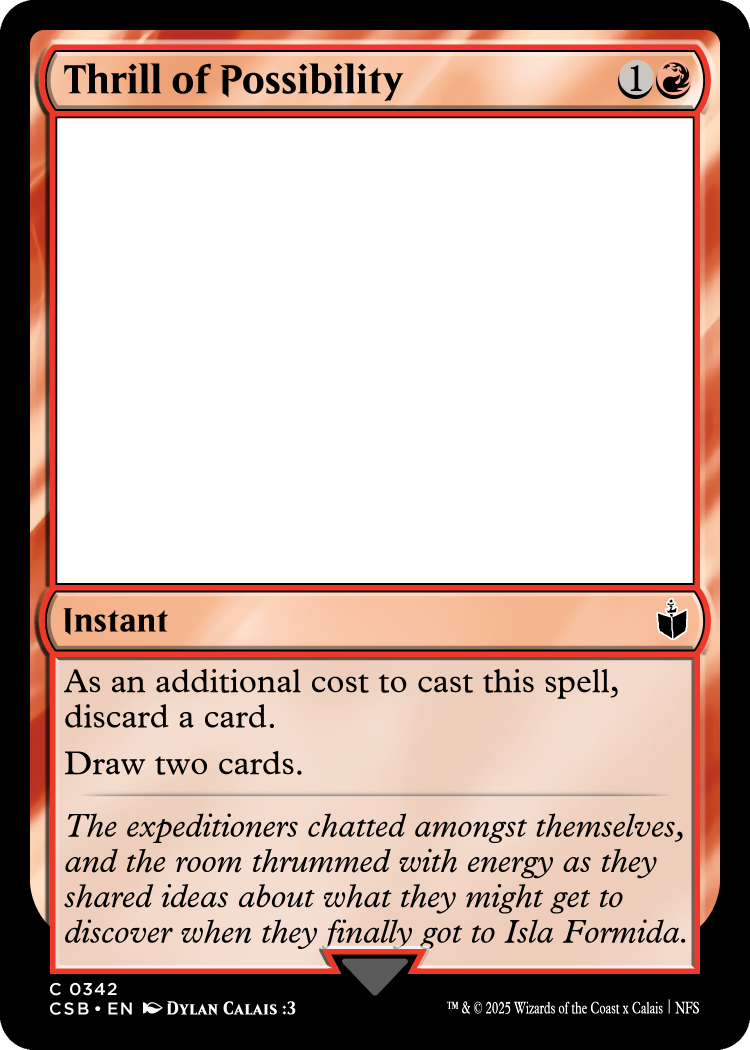 Thrill of Possibility 1
Instant
As an additional cost to cast this spell,
discard a card.
Draw two cards.
The expeditioners chatted amongst themselves,
and the room thrummed with energy as they
shared ideas about what they might get to
discover when they finally got to Isla Formida.
C 0342
CSB • EN Dylan Calais :3
™ & © 2025 Wizards of the Coast x Calais | NFS